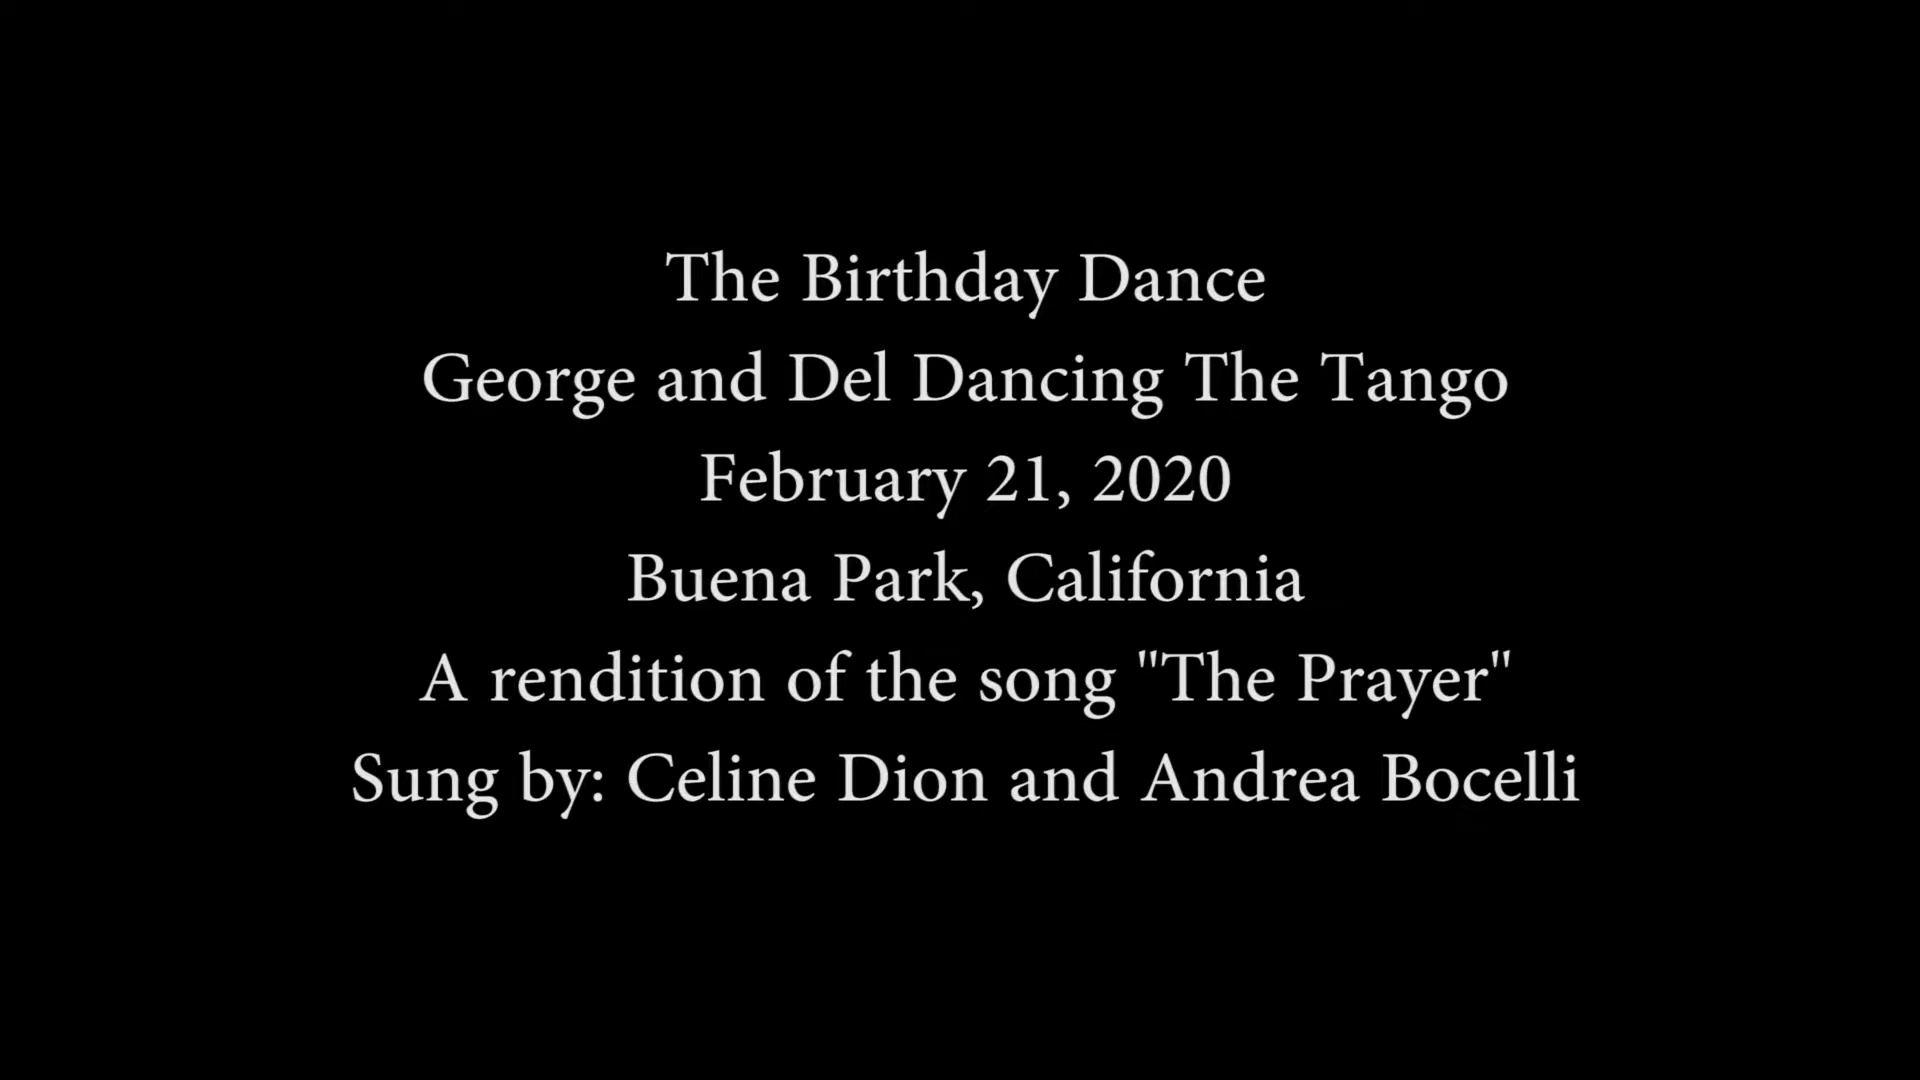 The Birthday Dance
George and Del Dancing The Tango
February 21, 2020
Buena Park, California
A rendition of the song "The Prayer"
Sung by: Celine Dion and Andrea Bocelli